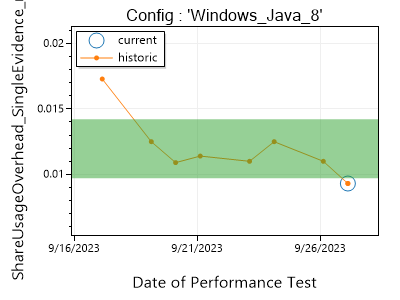 Config : 'Windows_Java_8'
current
historic
0.02
0.015
0.01
9/16/2023
9/21/2023
9/26/2023
Date of Performance Test
ShareUsageOverhead_SingleEvidence_